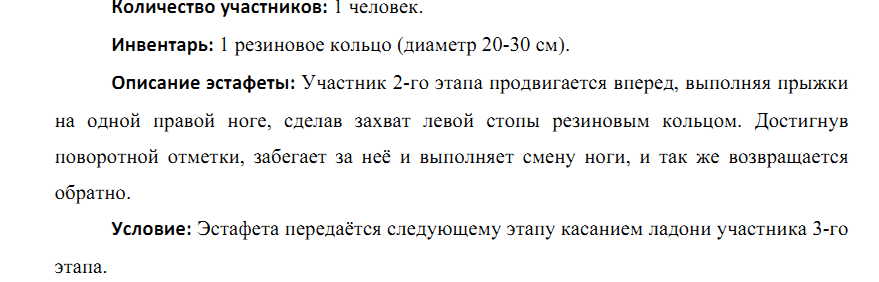 Количество участников: 1 человек.
Инвентарь: 1 резиновое кольцо (диаметр 20-30 см).
Описание эстафеты: Участник 2-го этапа продвигается вперед, выполняя прыжки
на одной правой ноге, сделав захват левой стопы резиновым кольцом. Достигнув
поворотной отметки, забегает за неё и выполняет смену ноги, и так же возвращается
обратно.
Условие: Эстафета передаётся следующему этапу касанием ладони участника 3-го
этапа.